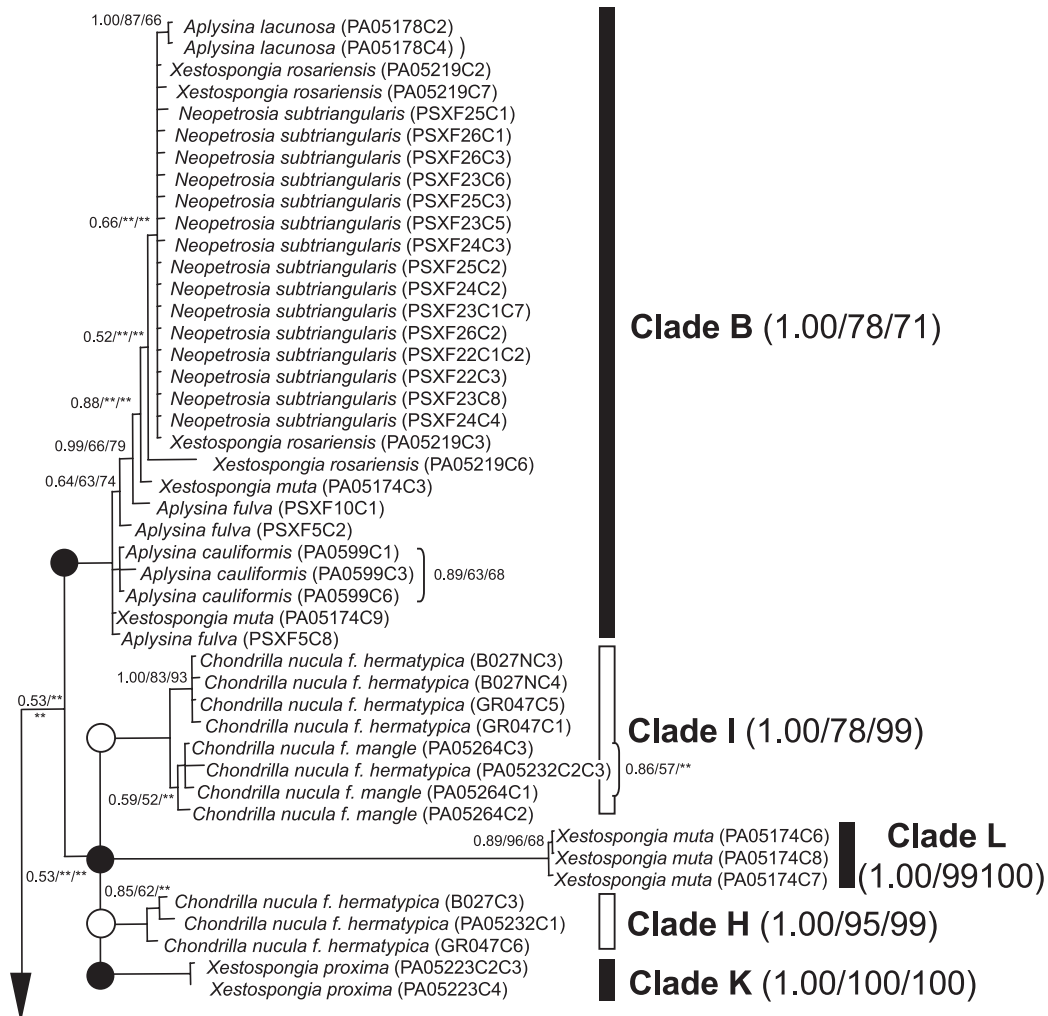 1.00/87/66
Aplysina lacunosa (PA05178C2)
Aplysina lacunosa (PA05178C4) )
Xestospongia rosariensis (PA05219C2)
Xestospongia rosariensis (PA05219C7)
Neopetrosia subtriangularis (PSXF25C1)
Neopetrosia subtriangularis (PSXF26C1)
Neopetrosia subtriangularis (PSXF26C3)
Neopetrosia subtriangularis (PSXF23C6)
Neopetrosia subtriangularis (PSXF25C3)
0.66/**/**
Neopetrosia subtriangularis (PSXF23C5)
Neopetrosia subtriangularis (PSXF24C3)
Neopetrosia subtriangularis (PSXF25C2)
Neopetrosia subtriangularis (PSXF24C2)
Neopetrosia subtriangularis (PSXF23C1C7)
0.52/**/**
Neopetrosia subtriangularis (PSXF26C2)
Clade B (1.00/78/71)
Neopetrosia subtriangularis (PSXF22C1C2)
Neopetrosia subtriangularis (PSXF22C3)
0.88/**/**
Neopetrosia subtriangularis (PSXF23C8)
Neopetrosia subtriangularis (PSXF24C4)
0.99/66/79
Xestospongia rosariensis (PA05219C3)
Xestospongia rosariensis (PA05219C6)
0.64/63/74
Xestospongia muta (PA05174C3)
Aplysina fulva (PSXF10C1)
Aplysina fulva (PSXF5C2)
Aplysina cauliformis (PA0599C1)
Aplysina cauliformis (PA0599C3)
0.89/63/68
Aplysina cauliformis (PA0599C6)
Xestospongia muta (PA05174C9)
Aplysina fulva (PSXF5C8)
Chondrilla nucula f. hermatypica (B027NC3)
1.00/83/93
Chondrilla nucula f. hermatypica (B027NC4)
0.53/**
**
Chondrilla nucula f. hermatypica (GR047C5)
Chondrilla nucula f. hermatypica (GR047C1)
Clade I (1.00/78/99)
Chondrilla nucula f. mangle (PA05264C3)
Chondrilla nucula f. hermatypica (PA05232C2C3)
0.86/57/**
0.59/52/**
Chondrilla nucula f. mangle (PA05264C1)
Chondrilla nucula f. mangle (PA05264C2)
0.89/96/68
Xestospongia muta (PA05174C6)
Xestospongia muta (PA05174C8)
Xestospongia muta (PA05174C7)
Clade L
(1.00/99100)
0.53/**/**
0.85/62/**
Chondrilla nucula f. hermatypica (B027C3)
Chondrilla nucula f. hermatypica (PA05232C1)
Chondrilla nucula f. hermatypica (GR047C6)
Clade H (1.00/95/99)
Xestospongia proxima (PA05223C2C3)
Xestospongia proxima (PA05223C4)
Clade K (1.00/100/100)